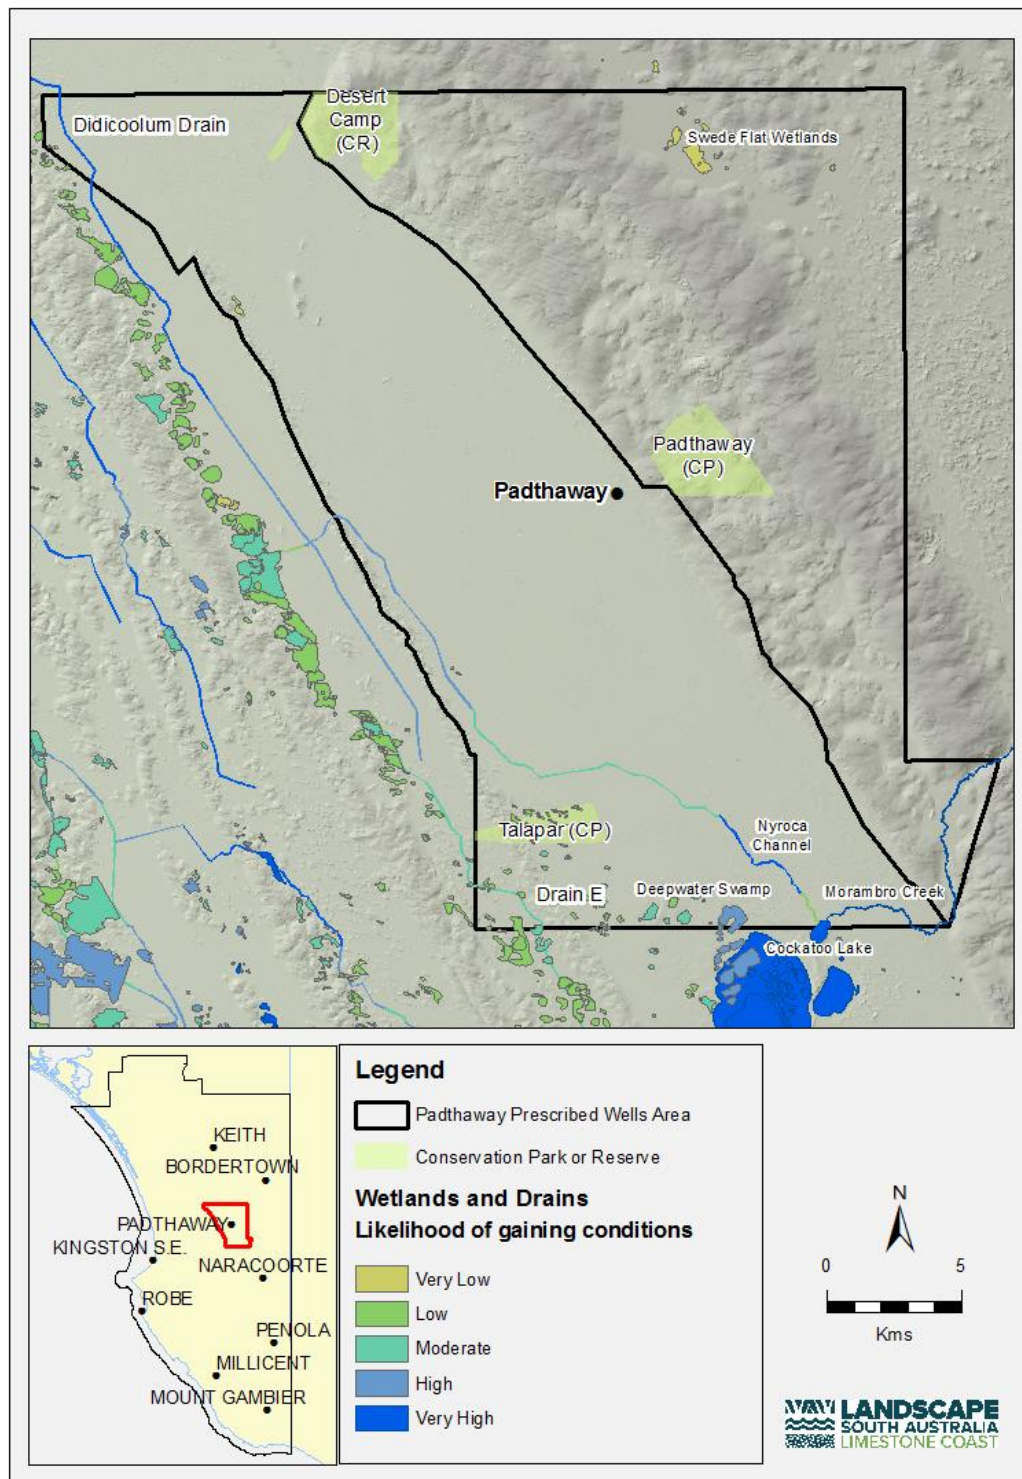 Didicoolum Drain
Desert
Camp
(CR)
Swede Flat Wetlands
Padthaway
(CP)
Padthaway
Talapar (CP)
Nyroca
Channel
Drain E
Deepwater Swamp
Morambro Creek
Cockatoo Lake
KEITH
BORDERTOWN
PADTHAWAY
KINGSTON S.E.
NARACOORTE
ROBE
PENOLA
MILLICENT
MOUNT GAMBIER
Legend
Padthaway Prescribed Wells Area
Conservation Park or Reserve
Wetlands and Drains
Likelihood of gaining conditions
Very Low
Low
Moderate
High
Very High
N
0 5
Kms
LANDSCAPE
SOUTH AUSTRALIA
LIMESTONE COAST